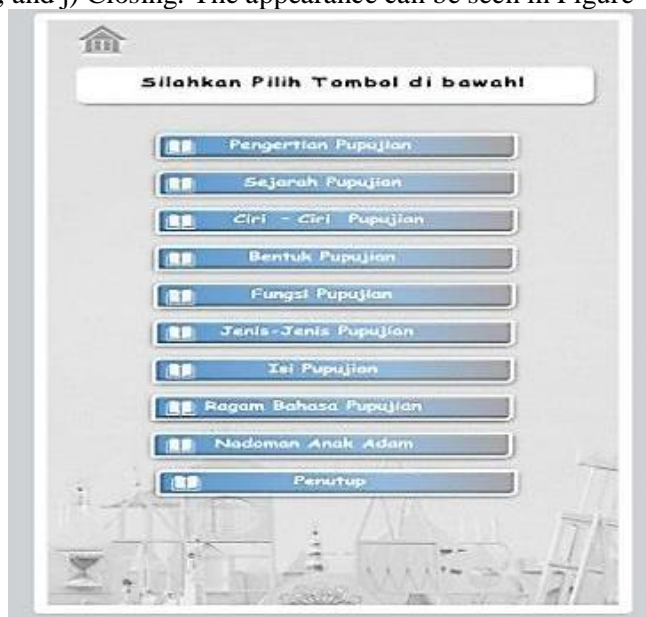 , and j) Closing. The appearance can be seen in Figure
Silahkan Pilih Tombol di bawah!
Pengertian Pupujian
Sejarah Pupujian
Ciri - Ciri Pupujian
Bentuk Pupujian
Fungsi Pupujian
Jenis-Jenis Pupujian
Isi Pupujian
Ragam Bahasa Pupujian
Nadoman Anak Adam
Penutup